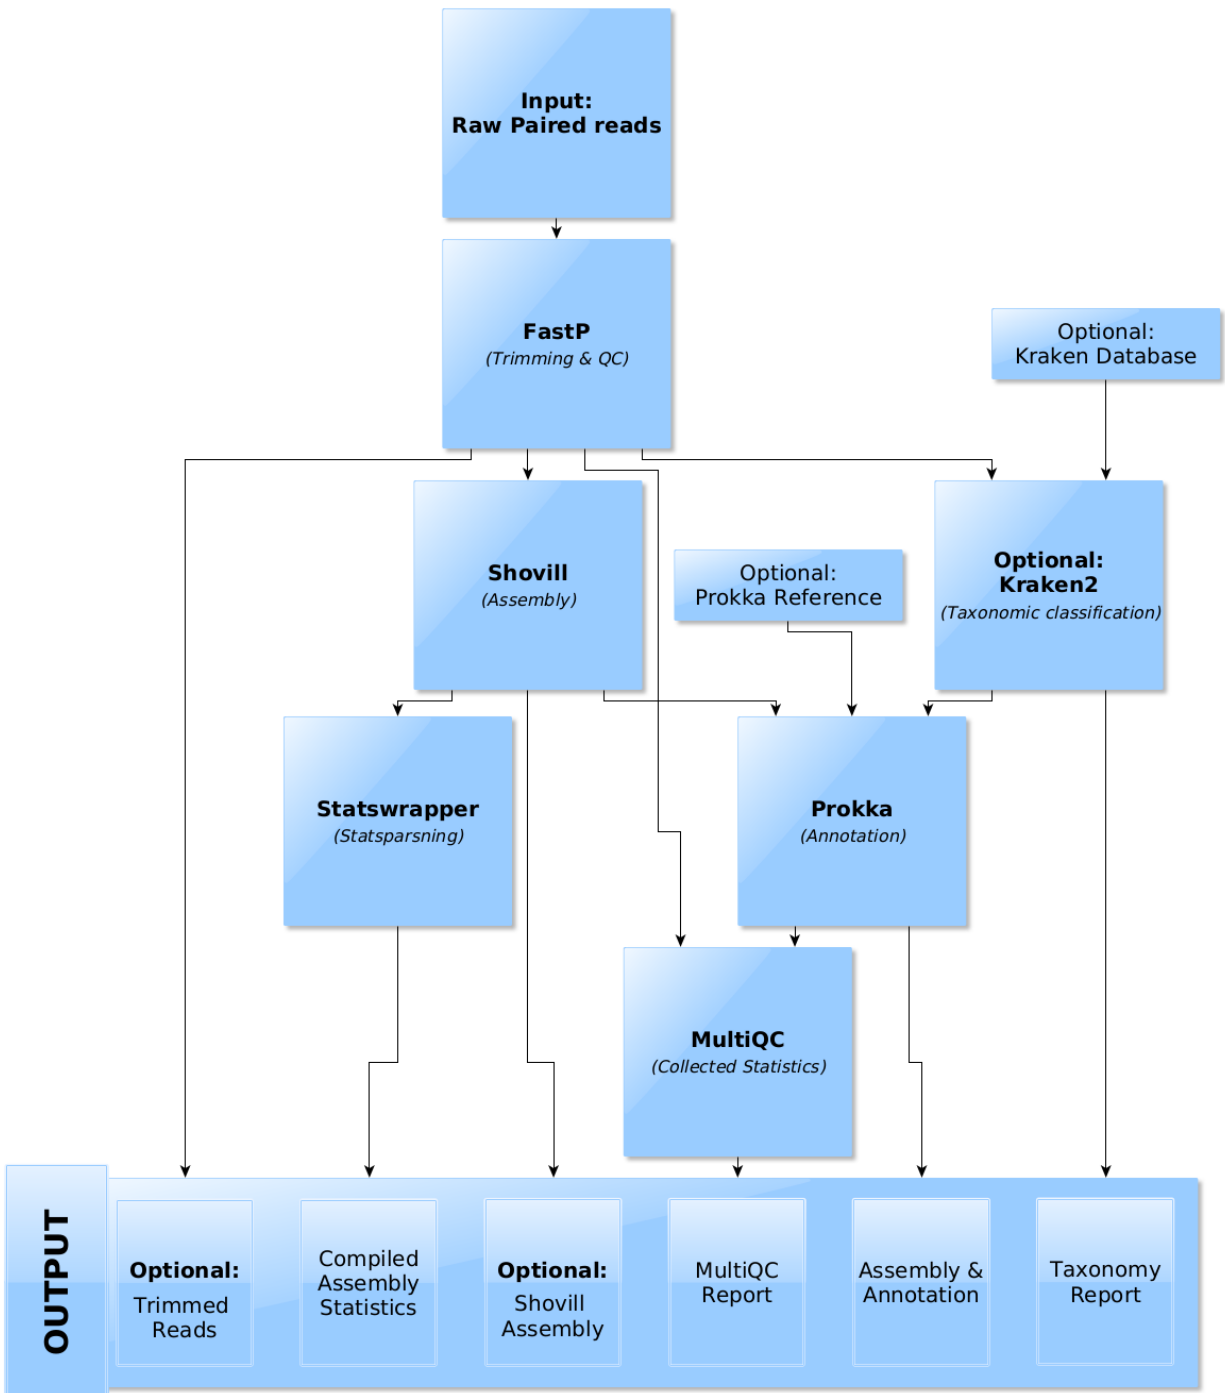 Input:
Raw Paired reads
FastP
(Trimming & QC)
Optional:
Kraken Database
Shovill
(Assembly)
Optional:
Prokka Reference
Optional:
Kraken2
(Taxonomic classification)
Statswrapper
(Statsparsning)
Prokka
(Annotation)
MultiQC
(Collected Statistics)
OUTPUT
Optional:
Trimmed
Reads
Compiled
Assembly
Statistics
Optional:
Shovill
Assembly
MultiQC
Report
Assembly &
Annotation
Taxonomy
Report